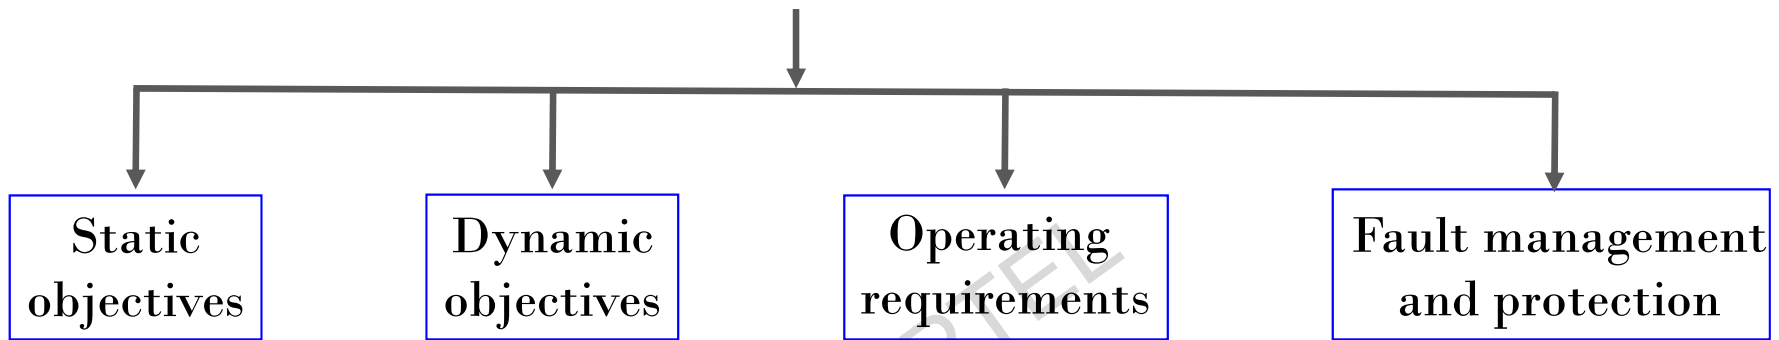 Static
objectives
Dynamic
objectives
Operating
requirements
Fault management
and protection